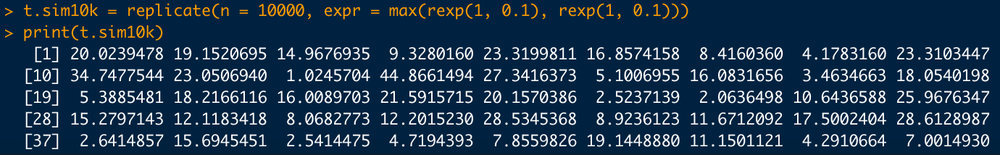 > t.sim10k = replicate(n = 10000, expr = max(rexp(1, 0.1), rexp(1, 0.1)))
> print(t.sim10k)
[1] 20.0239478 19.1520695 14.9676935 9.3280160 23.3199811 16.8574158 8.4160360 4.1783160 23.3103447
[10] 34.7477544 23.0506940 1.0245704 44.8661494 27.3416373 5.1006955 16.0831656 3.4634663 18.0540198
[19] 5.3885481 18.2166116 16.0089703 21.5915715 20.1570386 2.5237139 2.0636498 10.6436588 25.9676347
[28] 15.2797143 12.1183418 8.0682773 12.2015230 28.5345368 8.9236123 11.6712092 17.5002404 28.6128987
[37] 2.6414857 15.6945451 2.5414475 4.7194393 7.8559826 19.1448880 11.1501121 4.2910664 7.0014930